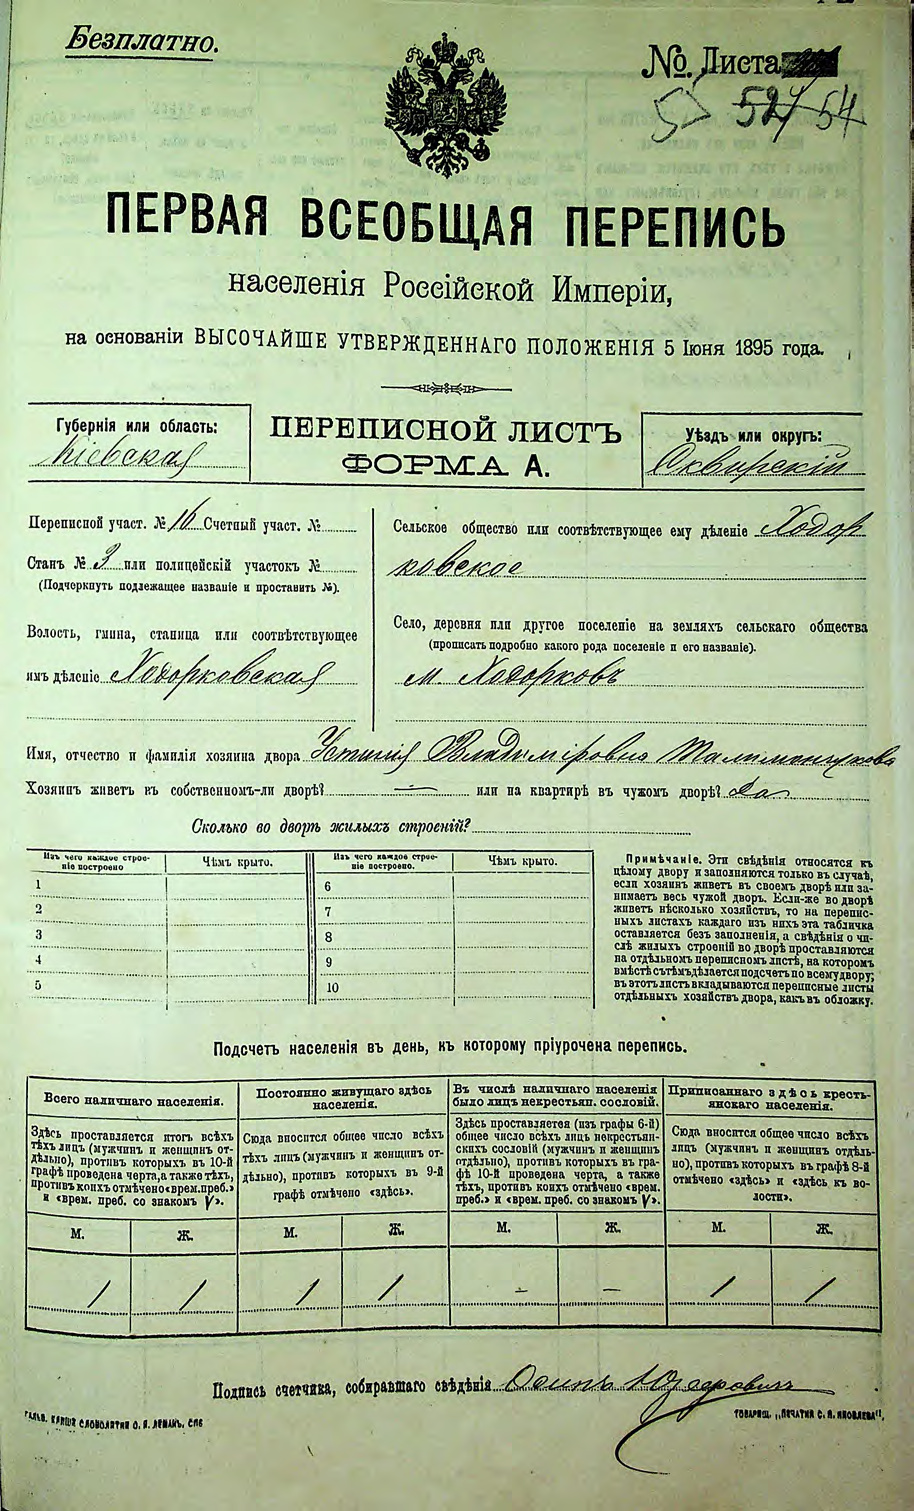 Безплатно.
№. Листа
52 54
ПЕРВАЯ ВСЕОБЩАЯ ПЕРЕПИСЬ
населенія Россійской Имперіи,
на основаніи ВЫСОЧАЙШЕ УТВЕРЖДЕННАГО ПОЛОЖЕНІЯ 5 Іюня 1895 года.
Губернія или область:
Кіевская
ПЕРЕПИСНОЙ ЛИСТЪ
ФОРМА А.
Уѣздъ или округъ:
Сквирскій
Переписной участ. № 16 Счетный участ. №
Станъ № 3 или полицейскій участокъ №
(Подчеркнуть подлежащее названіе и проставить №).
Волость, гмина, станица или соотвѣтствующее
имъ дѣленіе Ходорковская
Сельское общество или соотвѣтствующее ему дѣленіе Ходор
ковское
Село, деревня или другое поселеніе на земляхъ сельскаго общества
(прописать подробно какого рода поселеніе и его названіе).
м. Ходорковъ
Имя, отчество и фамилія хозяина двора Устинія Владиміровна
Хозяинъ живетъ въ собственномъ-ли дворѣ? — или на квартирѣ въ чужомъ дворѣ? да
Сколько во дворѣ жилыхъ строеній?
Изъ чего каждое строе-
ніе построено
Чѣмъ крыто.
Изъ чего каждое строе-
ніе построено.
Чѣмъ крыто.
1
2
3
4
5
6
7
8
9
10
Примѣчаніе. Эти свѣдѣнія относятся къ
цѣлому двору и заполняются только въ случаѣ,
если хозяинъ живетъ въ своемъ дворѣ или за-
нимаетъ весь чужой дворъ. Если-же во дворѣ
живетъ нѣсколько хозяйствъ, то на перепис-
ныхъ листахъ каждаго изъ нихъ эта табличка
оставляется безъ заполненія, а свѣдѣнія о чи-
слѣ жилыхъ строеній во дворѣ проставляются
на отдѣльномъ переписномъ листѣ, на которомъ
вмѣстѣ съ тѣмъ дѣлается подсчетъ по всему двору;
въ этотъ листъ вкладываются переписные листы
отдѣльныхъ хозяйствъ двора, какъ въ обложку.
Подсчетъ населенія въ день, къ которому пріурочена перепись.
Всего наличнаго населенія.
Здѣсь проставляется итогъ всѣхъ
тѣхъ лицъ (мужчинъ и женщинъ от-
дѣльно), противъ которыхъ въ 10-й
графѣ проведена черта, а также тѣхъ,
противъ коихъ отмѣчено «врем. преб.»
и «врем. преб. со знакомъ V».
М. Ж.
1 1
Постоянно живущаго здѣсь
населенія.
Сюда вносится общее число всѣхъ
тѣхъ лицъ (мужчинъ и женщинъ от-
дѣльно), противъ которыхъ въ 9-й
графѣ отмѣчено «здѣсь».
М. Ж.
1 1
Въ числѣ наличнаго населенія
было лицъ некрестьян. сословій.
Здѣсь проставляется (изъ графы 6-й)
общее число всѣхъ лицъ некрестьян-
скихъ сословій (мужчинъ и женщинъ
отдѣльно), противъ которыхъ въ гра-
фѣ 10-й проведена черта, а также
тѣхъ, противъ коихъ отмѣчено «врем.
преб.» и «врем. преб. со знакомъ V».
М. Ж.
— —
Приписаннаго здѣсь кресть-
янскаго населенія.
Сюда вносится общее число всѣхъ
лицъ (мужчинъ и женщинъ отдѣль-
но), противъ которыхъ въ графѣ 8-й
отмѣчено «здѣсь» и «здѣсь къ во-
лости».
М. Ж.
1 1
Подпись счетчика, собиравшаго свѣдѣнія Осипъ
СЛОВОЛИТНИ О. И. ЛЕМАНЪ, СПБ
ТОВАРИЩ. „ПЕЧАТНЯ С. П. ЯКОВЛЕВА".